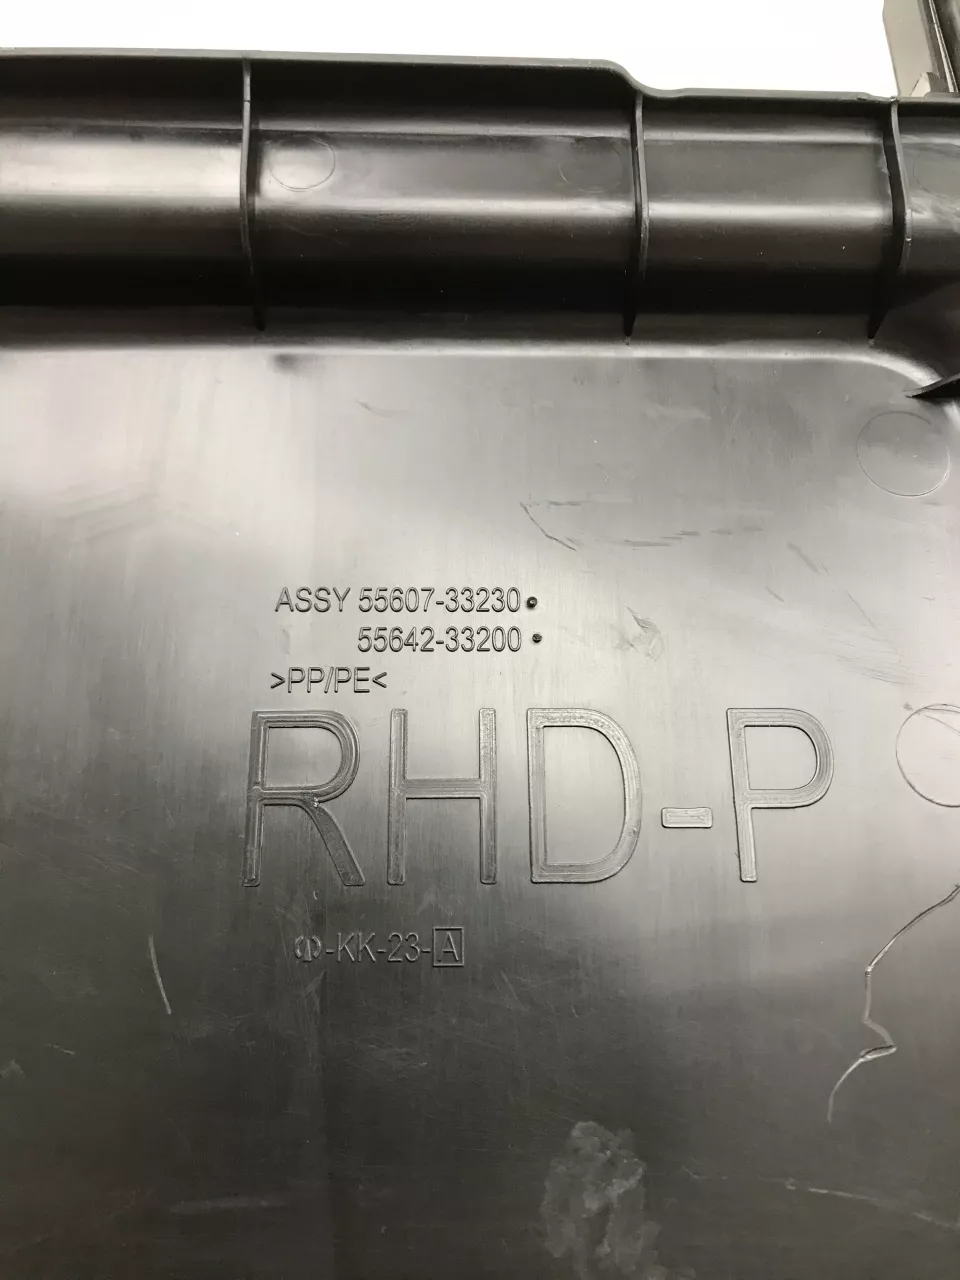 ASSY 55607-33230
55642-33200
>PP/PE<
RHD-P
-KK-23-A